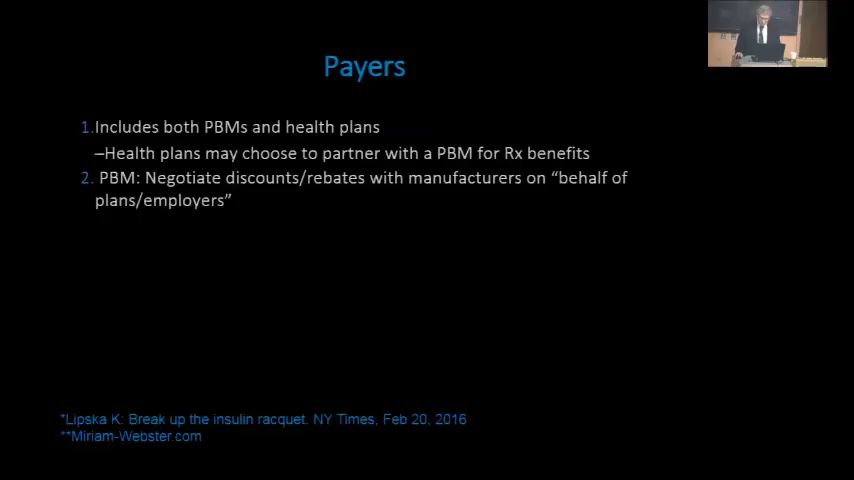 Payers
1.Includes both PBMs and health plans
–Health plans may choose to partner with a PBM for Rx benefits
2. PBM: Negotiate discounts/rebates with manufacturers on “behalf of
plans/employers”
*Lipska K: Break up the insulin racquet. NY Times, Feb 20, 2016
**Miriam-Webster.com